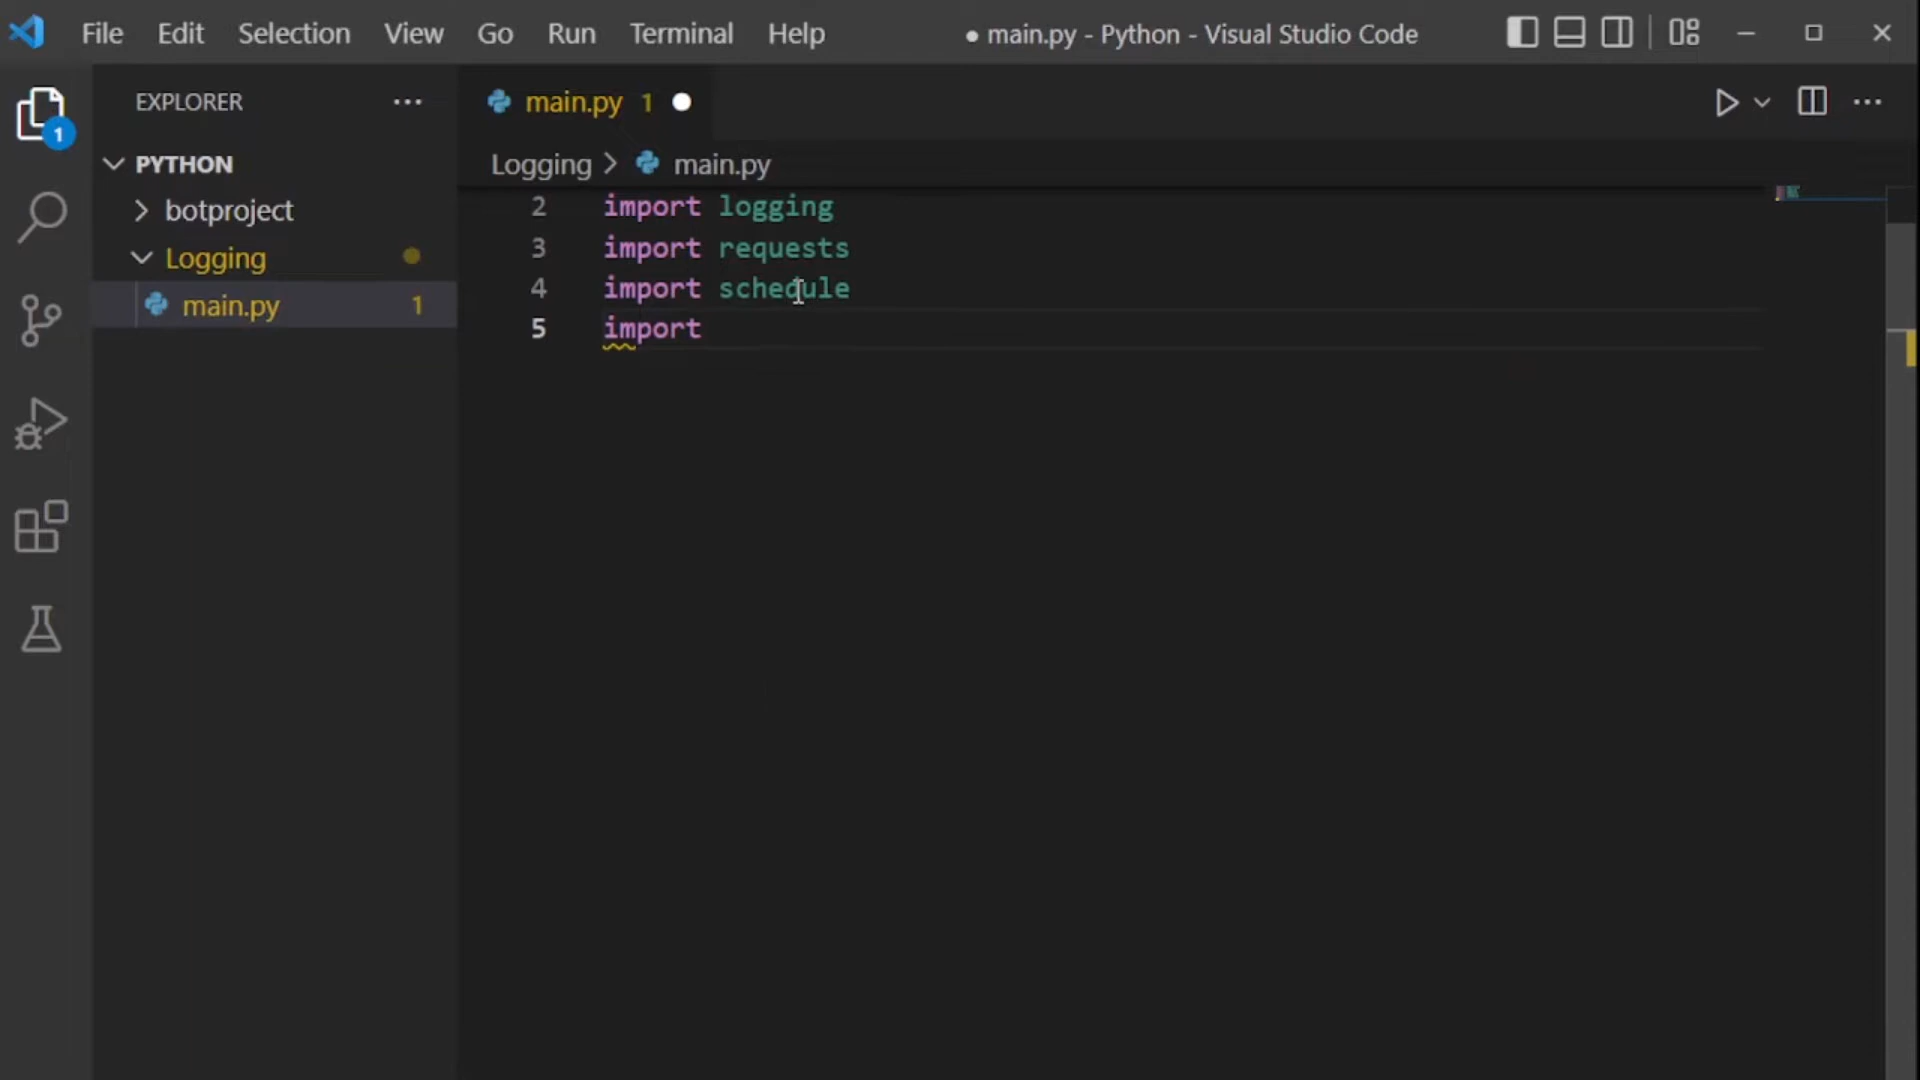 File Edit Selection View Go Run Terminal Help ● main.py - Python - Visual Studio Code
EXPLORER ···
main.py 1
1
PYTHON
Logging > main.py
botproject
2 import logging
Logging
3 import requests
main.py 1
4 import schedule
5 import